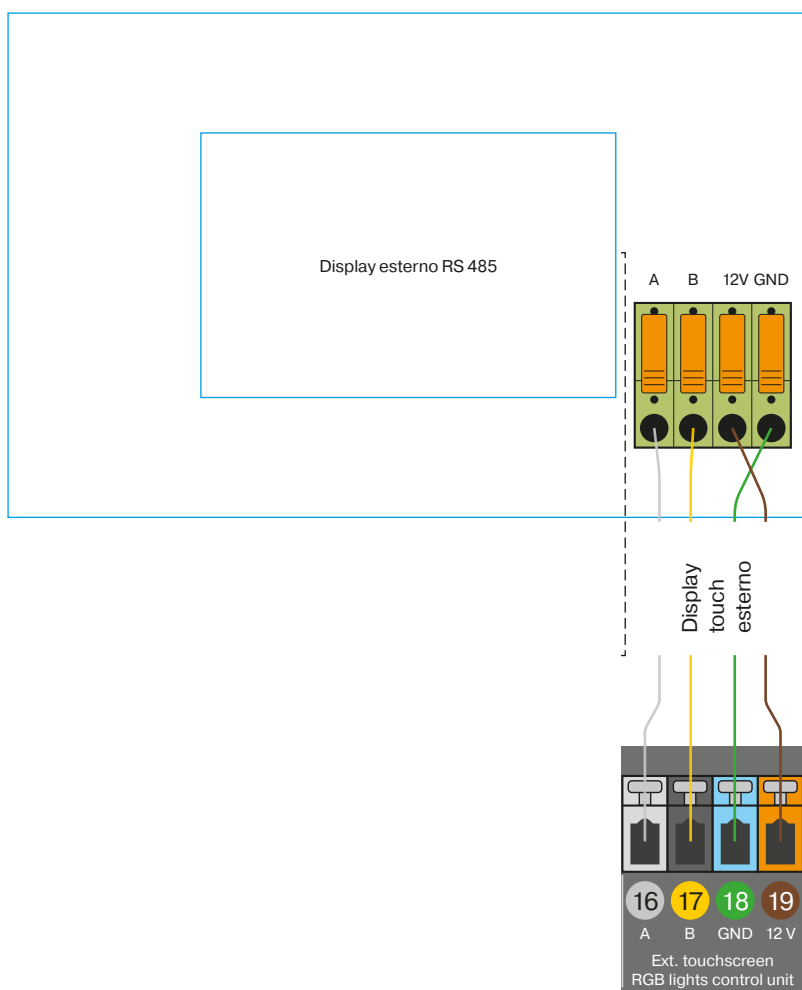 Display esterno RS 485
A B 12V GND
Display
touch
esterno
16 17 18 19
A B GND 12 V
Ext. touchscreen
RGB lights control unit